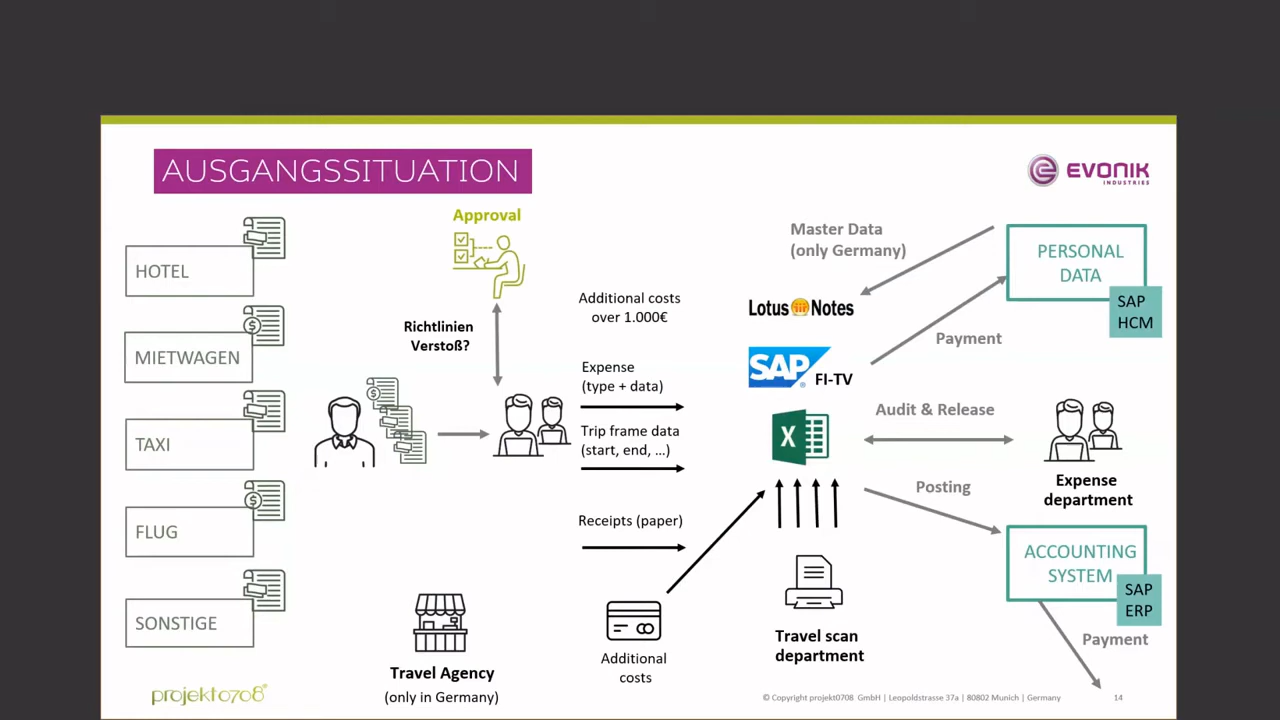 AUSGANGSSITUATION
EVONIK
INDUSTRIES
HOTEL
MIETWAGEN
TAXI
FLUG
SONSTIGE
Approval
Richtlinien
Verstoß?
Additional costs
over 1.000€
Expense
(type + data)
Trip frame data
(start, end, ...)
Receipts (paper)
Travel Agency
(only in Germany)
Additional
costs
Master Data
(only Germany)
Lotus Notes
SAP
FI-TV
X
Payment
Audit & Release
Posting
Travel scan
department
PERSONAL
DATA
SAP
HCM
Expense
department
ACCOUNTING
SYSTEM
SAP
ERP
Payment
projekt0708
© Copyright projekt0708 GmbH | Leopoldstrasse 37a | 80802 Munich | Germany
14